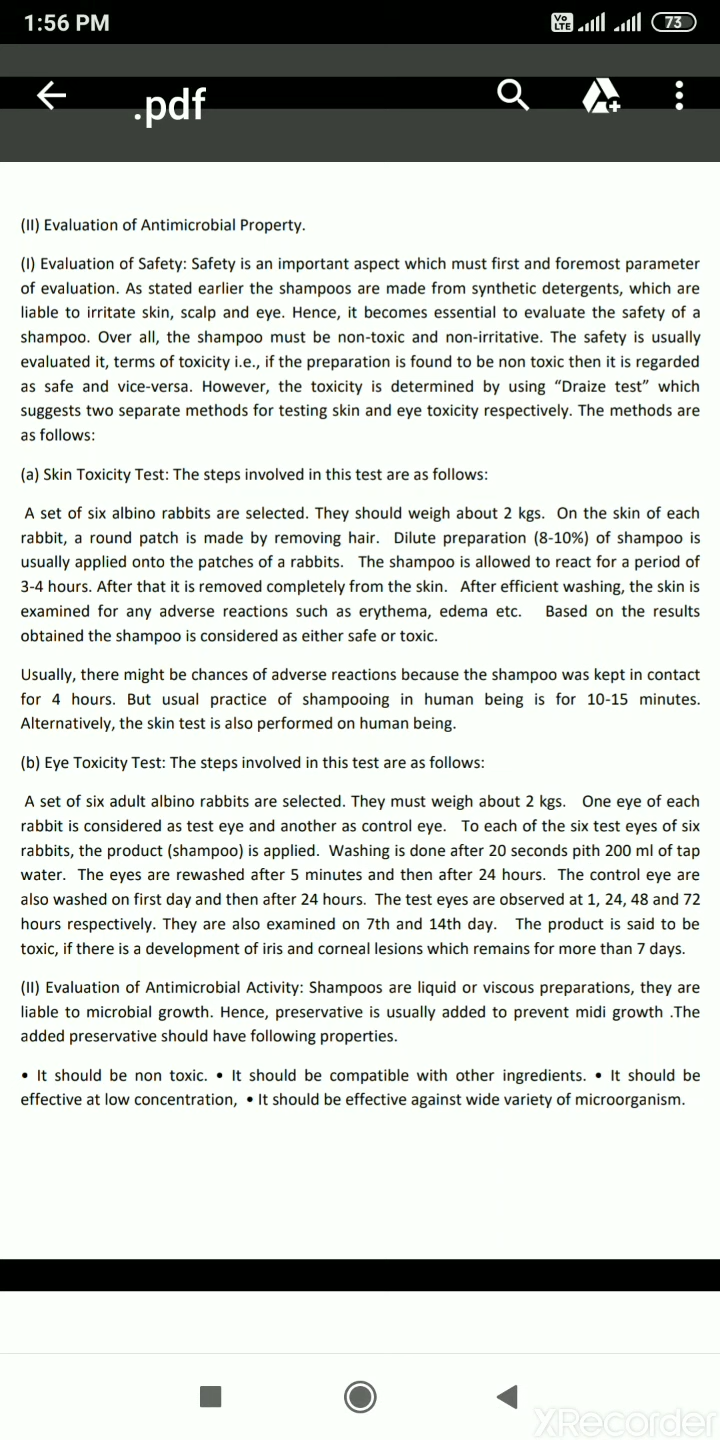 1:56 PM
Vo LTE
73
.pdf
(II) Evaluation of Antimicrobial Property.
(I) Evaluation of Safety: Safety is an important aspect which must first and foremost parameter
of evaluation. As stated earlier the shampoos are made from synthetic detergents, which are
liable to irritate skin, scalp and eye. Hence, it becomes essential to evaluate the safety of a
shampoo. Over all, the shampoo must be non-toxic and non-irritative. The safety is usually
evaluated it, terms of toxicity i.e., if the preparation is found to be non toxic then it is regarded
as safe and vice-versa. However, the toxicity is determined by using “Draize test” which
suggests two separate methods for testing skin and eye toxicity respectively. The methods are
as follows:
(a) Skin Toxicity Test: The steps involved in this test are as follows:
A set of six albino rabbits are selected. They should weigh about 2 kgs. On the skin of each
rabbit, a round patch is made by removing hair. Dilute preparation (8-10%) of shampoo is
usually applied onto the patches of a rabbits. The shampoo is allowed to react for a period of
3-4 hours. After that it is removed completely from the skin. After efficient washing, the skin is
examined for any adverse reactions such as erythema, edema etc. Based on the results
obtained the shampoo is considered as either safe or toxic.
Usually, there might be chances of adverse reactions because the shampoo was kept in contact
for 4 hours. But usual practice of shampooing in human being is for 10-15 minutes.
Alternatively, the skin test is also performed on human being.
(b) Eye Toxicity Test: The steps involved in this test are as follows:
A set of six adult albino rabbits are selected. They must weigh about 2 kgs. One eye of each
rabbit is considered as test eye and another as control eye. To each of the six test eyes of six
rabbits, the product (shampoo) is applied. Washing is done after 20 seconds pith 200 ml of tap
water. The eyes are rewashed after 5 minutes and then after 24 hours. The control eye are
also washed on first day and then after 24 hours. The test eyes are observed at 1, 24, 48 and 72
hours respectively. They are also examined on 7th and 14th day. The product is said to be
toxic, if there is a development of iris and corneal lesions which remains for more than 7 days.
(II) Evaluation of Antimicrobial Activity: Shampoos are liquid or viscous preparations, they are
liable to microbial growth. Hence, preservative is usually added to prevent midi growth .The
added preservative should have following properties.
• It should be non toxic. • It should be compatible with other ingredients. • It should be
effective at low concentration, • It should be effective against wide variety of microorganism.
XRecorder